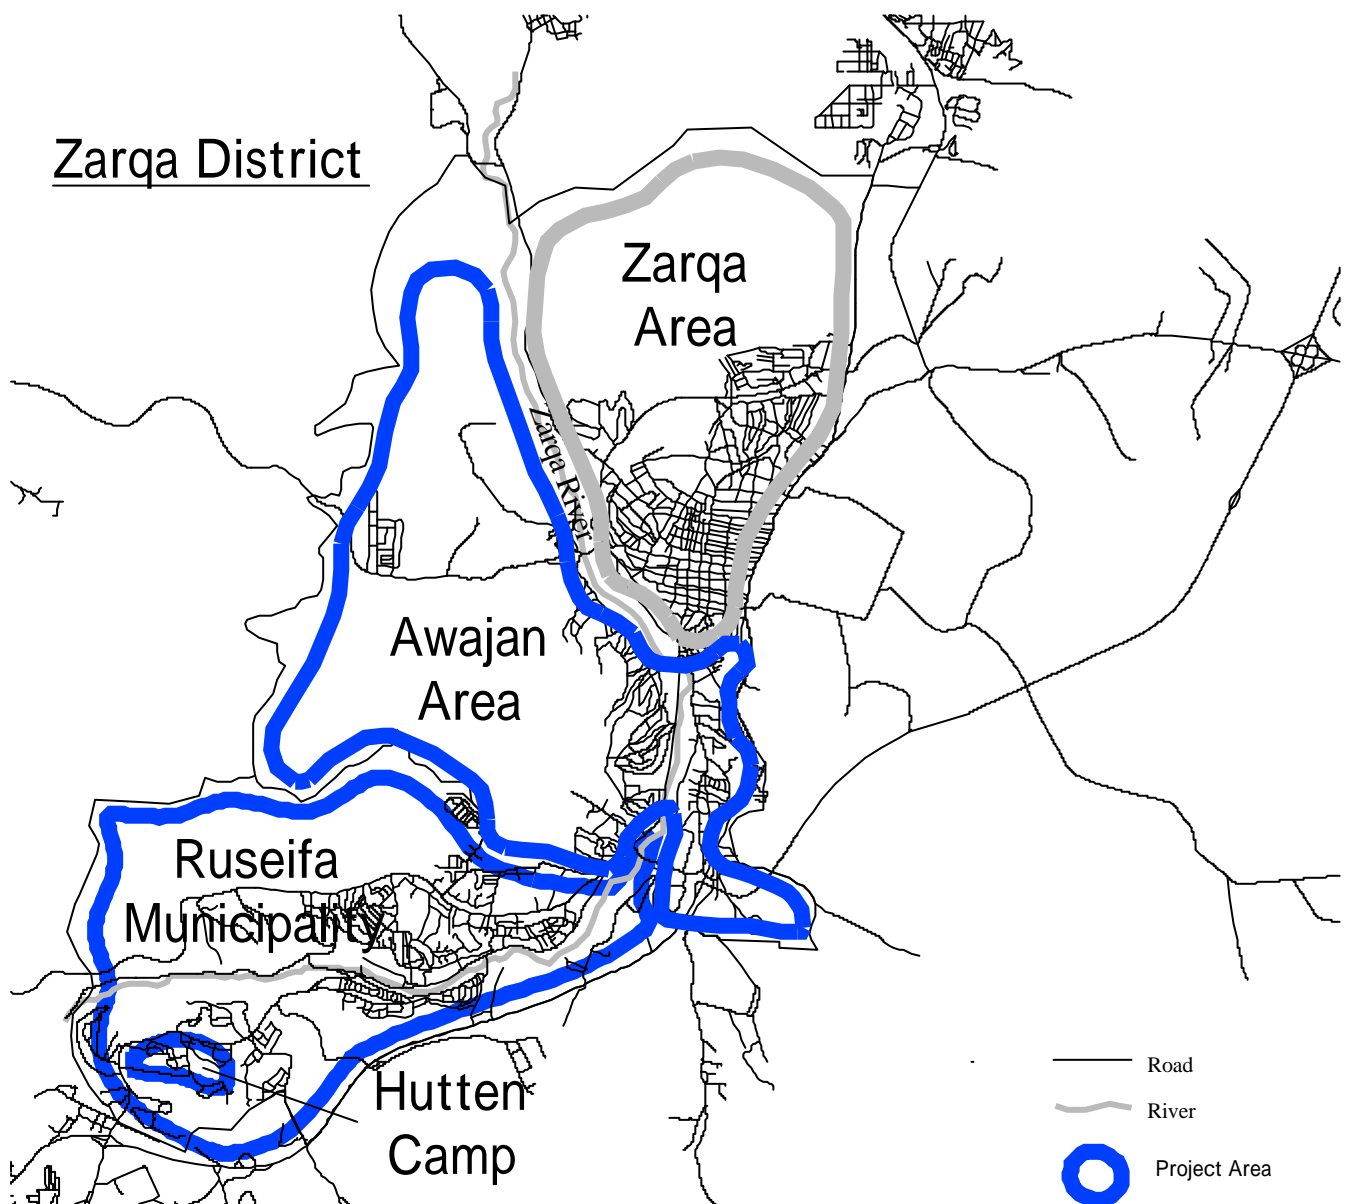 Zarqa District
Zarqa
Area
Zarqa River
Awajan
Area
Ruseifa
Municipality
Hutten
Camp
Road
River
Project Area